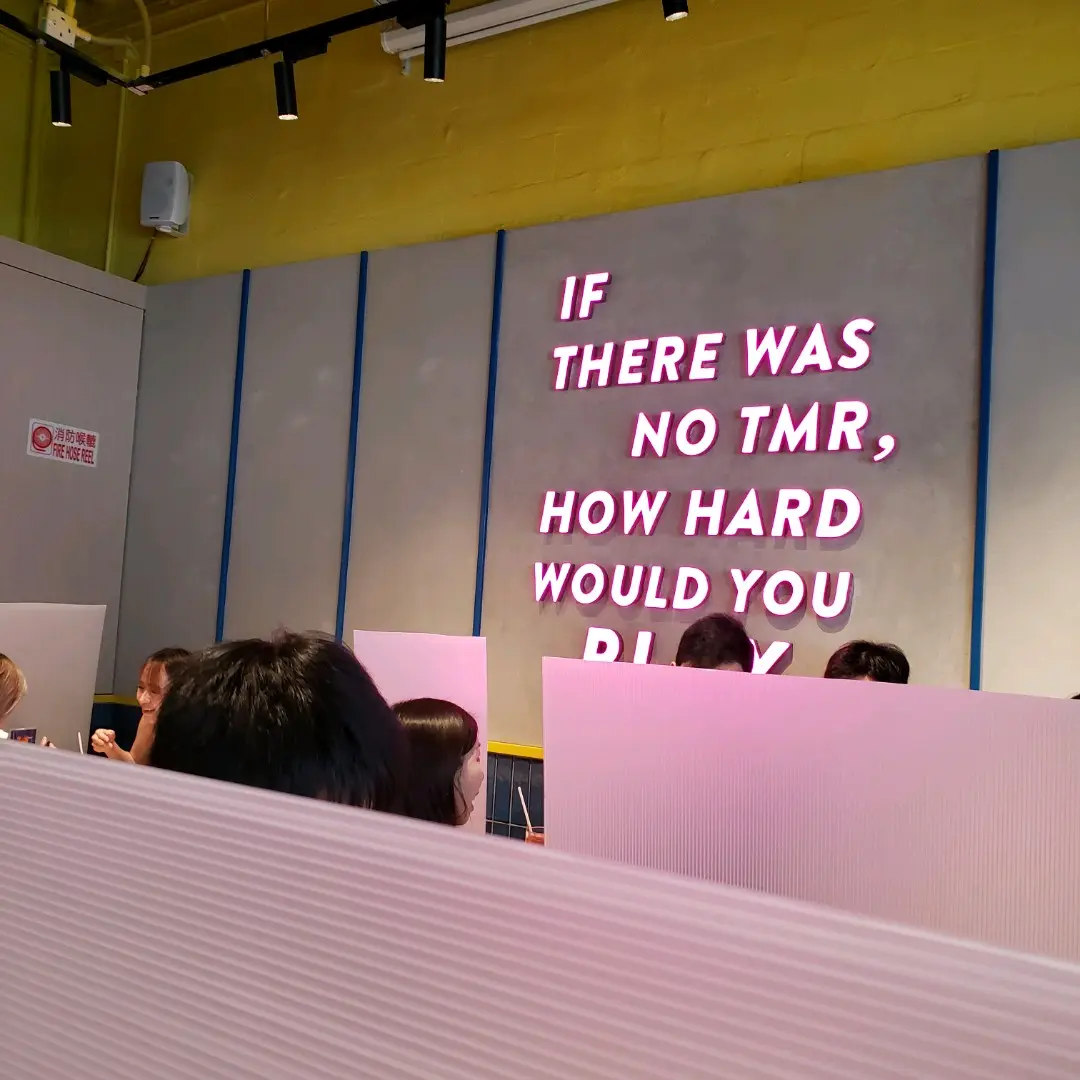 消防喉轆
FIRE HOSE REEL
IF
THERE WAS
NO TMR,
HOW HARD
WOULD YOU